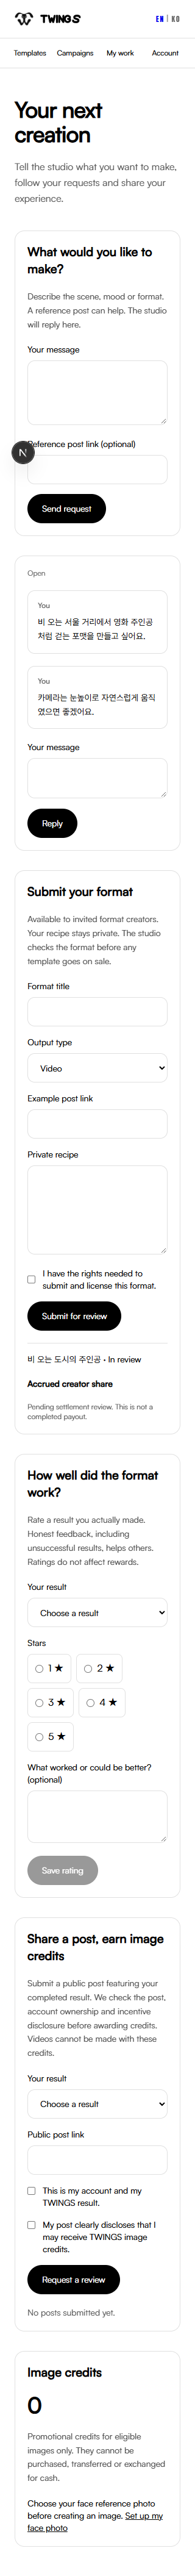 TWINGS
EN | KO
Templates Campaigns My work Account
Your next
creation
Tell the studio what you want to make,
follow your requests and share your
experience.
What would you like to
make?
Describe the scene, mood or format.
A reference post can help. The studio
will reply here.
Your message
Reference post link (optional)
N
Send request
Open
You
비 오는 서울 거리에서 영화 주인공
처럼 걷는 포맷을 만들고 싶어요.
You
카메라는 눈높이로 자연스럽게 움직
였으면 좋겠어요.
Your message
Reply
Submit your format
Available to invited format creators.
Your recipe stays private. The studio
checks the format before any
template goes on sale.
Format title
Output type
Video
Example post link
Private recipe
I have the rights needed to
submit and license this format.
Submit for review
비 오는 도시의 주인공 · In review
Accrued creator share
Pending settlement review. This is not a
completed payout.
How well did the format
work?
Rate a result you actually made.
Honest feedback, including
unsuccessful results, helps others.
Ratings do not affect rewards.
Your result
Choose a result
Stars
1 ★ 2 ★
3 ★ 4 ★
5 ★
What worked or could be better?
(optional)
Save rating
Share a post, earn image
credits
Submit a public post featuring your
completed result. We check the post,
account ownership and incentive
disclosure before awarding credits.
Videos cannot be made with these
credits.
Your result
Choose a result
Public post link
This is my account and my
TWINGS result.
My post clearly discloses that I
may receive TWINGS image
credits.
Request a review
No posts submitted yet.
Image credits
0
Promotional credits for eligible
images only. They cannot be
purchased, transferred or exchanged
for cash.
Choose your face reference photo
before creating an image. Set up my
face photo